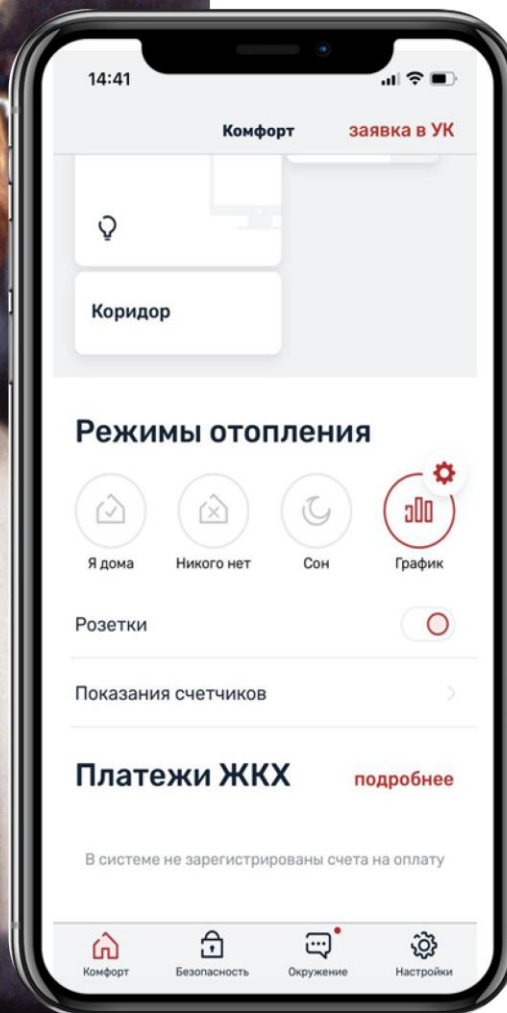 14:41
Комфорт заявка в УК
Коридор
Режимы отопления
Я дома Никого нет Сон График
Розетки
Показания счетчиков
Платежи ЖКХ подробнее
В системе не зарегистрированы счета на оплату
Комфорт Безопасность Окружение Настройки